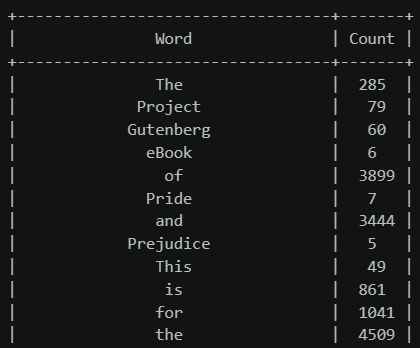 +---------------------------------+-------+
|               Word              | Count |
+---------------------------------+-------+
|               The               |  285  |
|             Project             |   79  |
|            Gutenberg            |   60  |
|              eBook              |   6   |
|                of               |  3899 |
|              Pride              |   7   |
|               and               |  3444 |
|            Prejudice            |   5   |
|               This              |   49  |
|                is               |  861  |
|               for               |  1041 |
|               the               |  4509 |